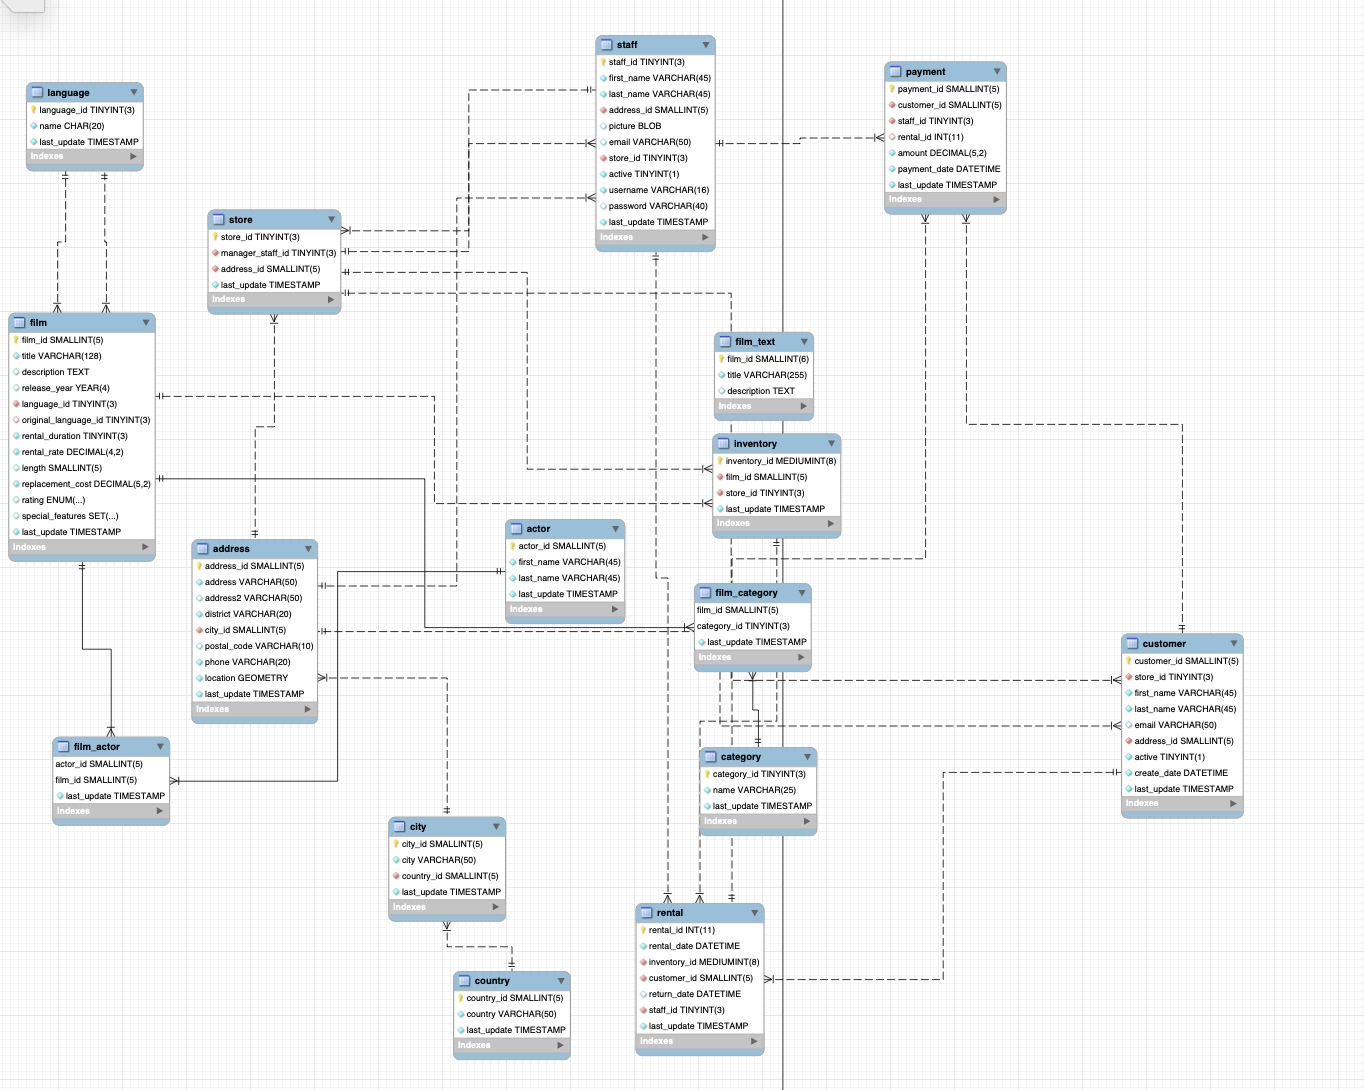 staff
staff_id TINYINT(3)
first_name VARCHAR(45)
last_name VARCHAR(45)
address_id SMALLINT(5)
picture BLOB
email VARCHAR(50)
store_id TINYINT(3)
active TINYINT(1)
username VARCHAR(16)
password VARCHAR(40)
last_update TIMESTAMP
Indexes
payment
payment_id SMALLINT(5)
customer_id SMALLINT(5)
staff_id TINYINT(3)
rental_id INT(11)
amount DECIMAL(5,2)
payment_date DATETIME
last_update TIMESTAMP
Indexes
language
language_id TINYINT(3)
name CHAR(20)
last_update TIMESTAMP
Indexes
store
store_id TINYINT(3)
manager_staff_id TINYINT(3)
address_id SMALLINT(5)
last_update TIMESTAMP
Indexes
film
film_id SMALLINT(5)
title VARCHAR(128)
description TEXT
release_year YEAR(4)
language_id TINYINT(3)
original_language_id TINYINT(3)
rental_duration TINYINT(3)
rental_rate DECIMAL(4,2)
length SMALLINT(5)
replacement_cost DECIMAL(5,2)
rating ENUM(...)
special_features SET(...)
last_update TIMESTAMP
Indexes
film_text
film_id SMALLINT(6)
title VARCHAR(255)
description TEXT
Indexes
inventory
inventory_id MEDIUMINT(8)
film_id SMALLINT(5)
store_id TINYINT(3)
last_update TIMESTAMP
Indexes
actor
actor_id SMALLINT(5)
first_name VARCHAR(45)
last_name VARCHAR(45)
last_update TIMESTAMP
Indexes
address
address_id SMALLINT(5)
address VARCHAR(50)
address2 VARCHAR(50)
district VARCHAR(20)
city_id SMALLINT(5)
postal_code VARCHAR(10)
phone VARCHAR(20)
location GEOMETRY
last_update TIMESTAMP
Indexes
film_category
film_id SMALLINT(5)
category_id TINYINT(3)
last_update TIMESTAMP
Indexes
customer
customer_id SMALLINT(5)
store_id TINYINT(3)
first_name VARCHAR(45)
last_name VARCHAR(45)
email VARCHAR(50)
address_id SMALLINT(5)
active TINYINT(1)
create_date DATETIME
last_update TIMESTAMP
Indexes
film_actor
actor_id SMALLINT(5)
film_id SMALLINT(5)
last_update TIMESTAMP
Indexes
category
category_id TINYINT(3)
name VARCHAR(25)
last_update TIMESTAMP
Indexes
city
city_id SMALLINT(5)
city VARCHAR(50)
country_id SMALLINT(5)
last_update TIMESTAMP
Indexes
rental
rental_id INT(11)
rental_date DATETIME
inventory_id MEDIUMINT(8)
customer_id SMALLINT(5)
return_date DATETIME
staff_id TINYINT(3)
last_update TIMESTAMP
Indexes
country
country_id SMALLINT(5)
country VARCHAR(50)
last_update TIMESTAMP
Indexes